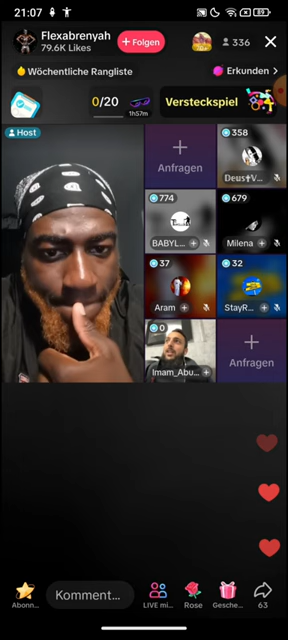 21:07
89
Flexabrenyah
79.6K Likes
+ Folgen
336
Wöchentliche Rangliste
Erkunden >
0/20
1h57m
Versteckspiel
Host
Anfragen
358
Deus✝V...
774
BABYL...
679
Milena
37
Aram
32
StayR...
0
Imam_Abu...
Anfragen
Abonn...
Komment...
LIVE mi...
Rose
Gesche...
63